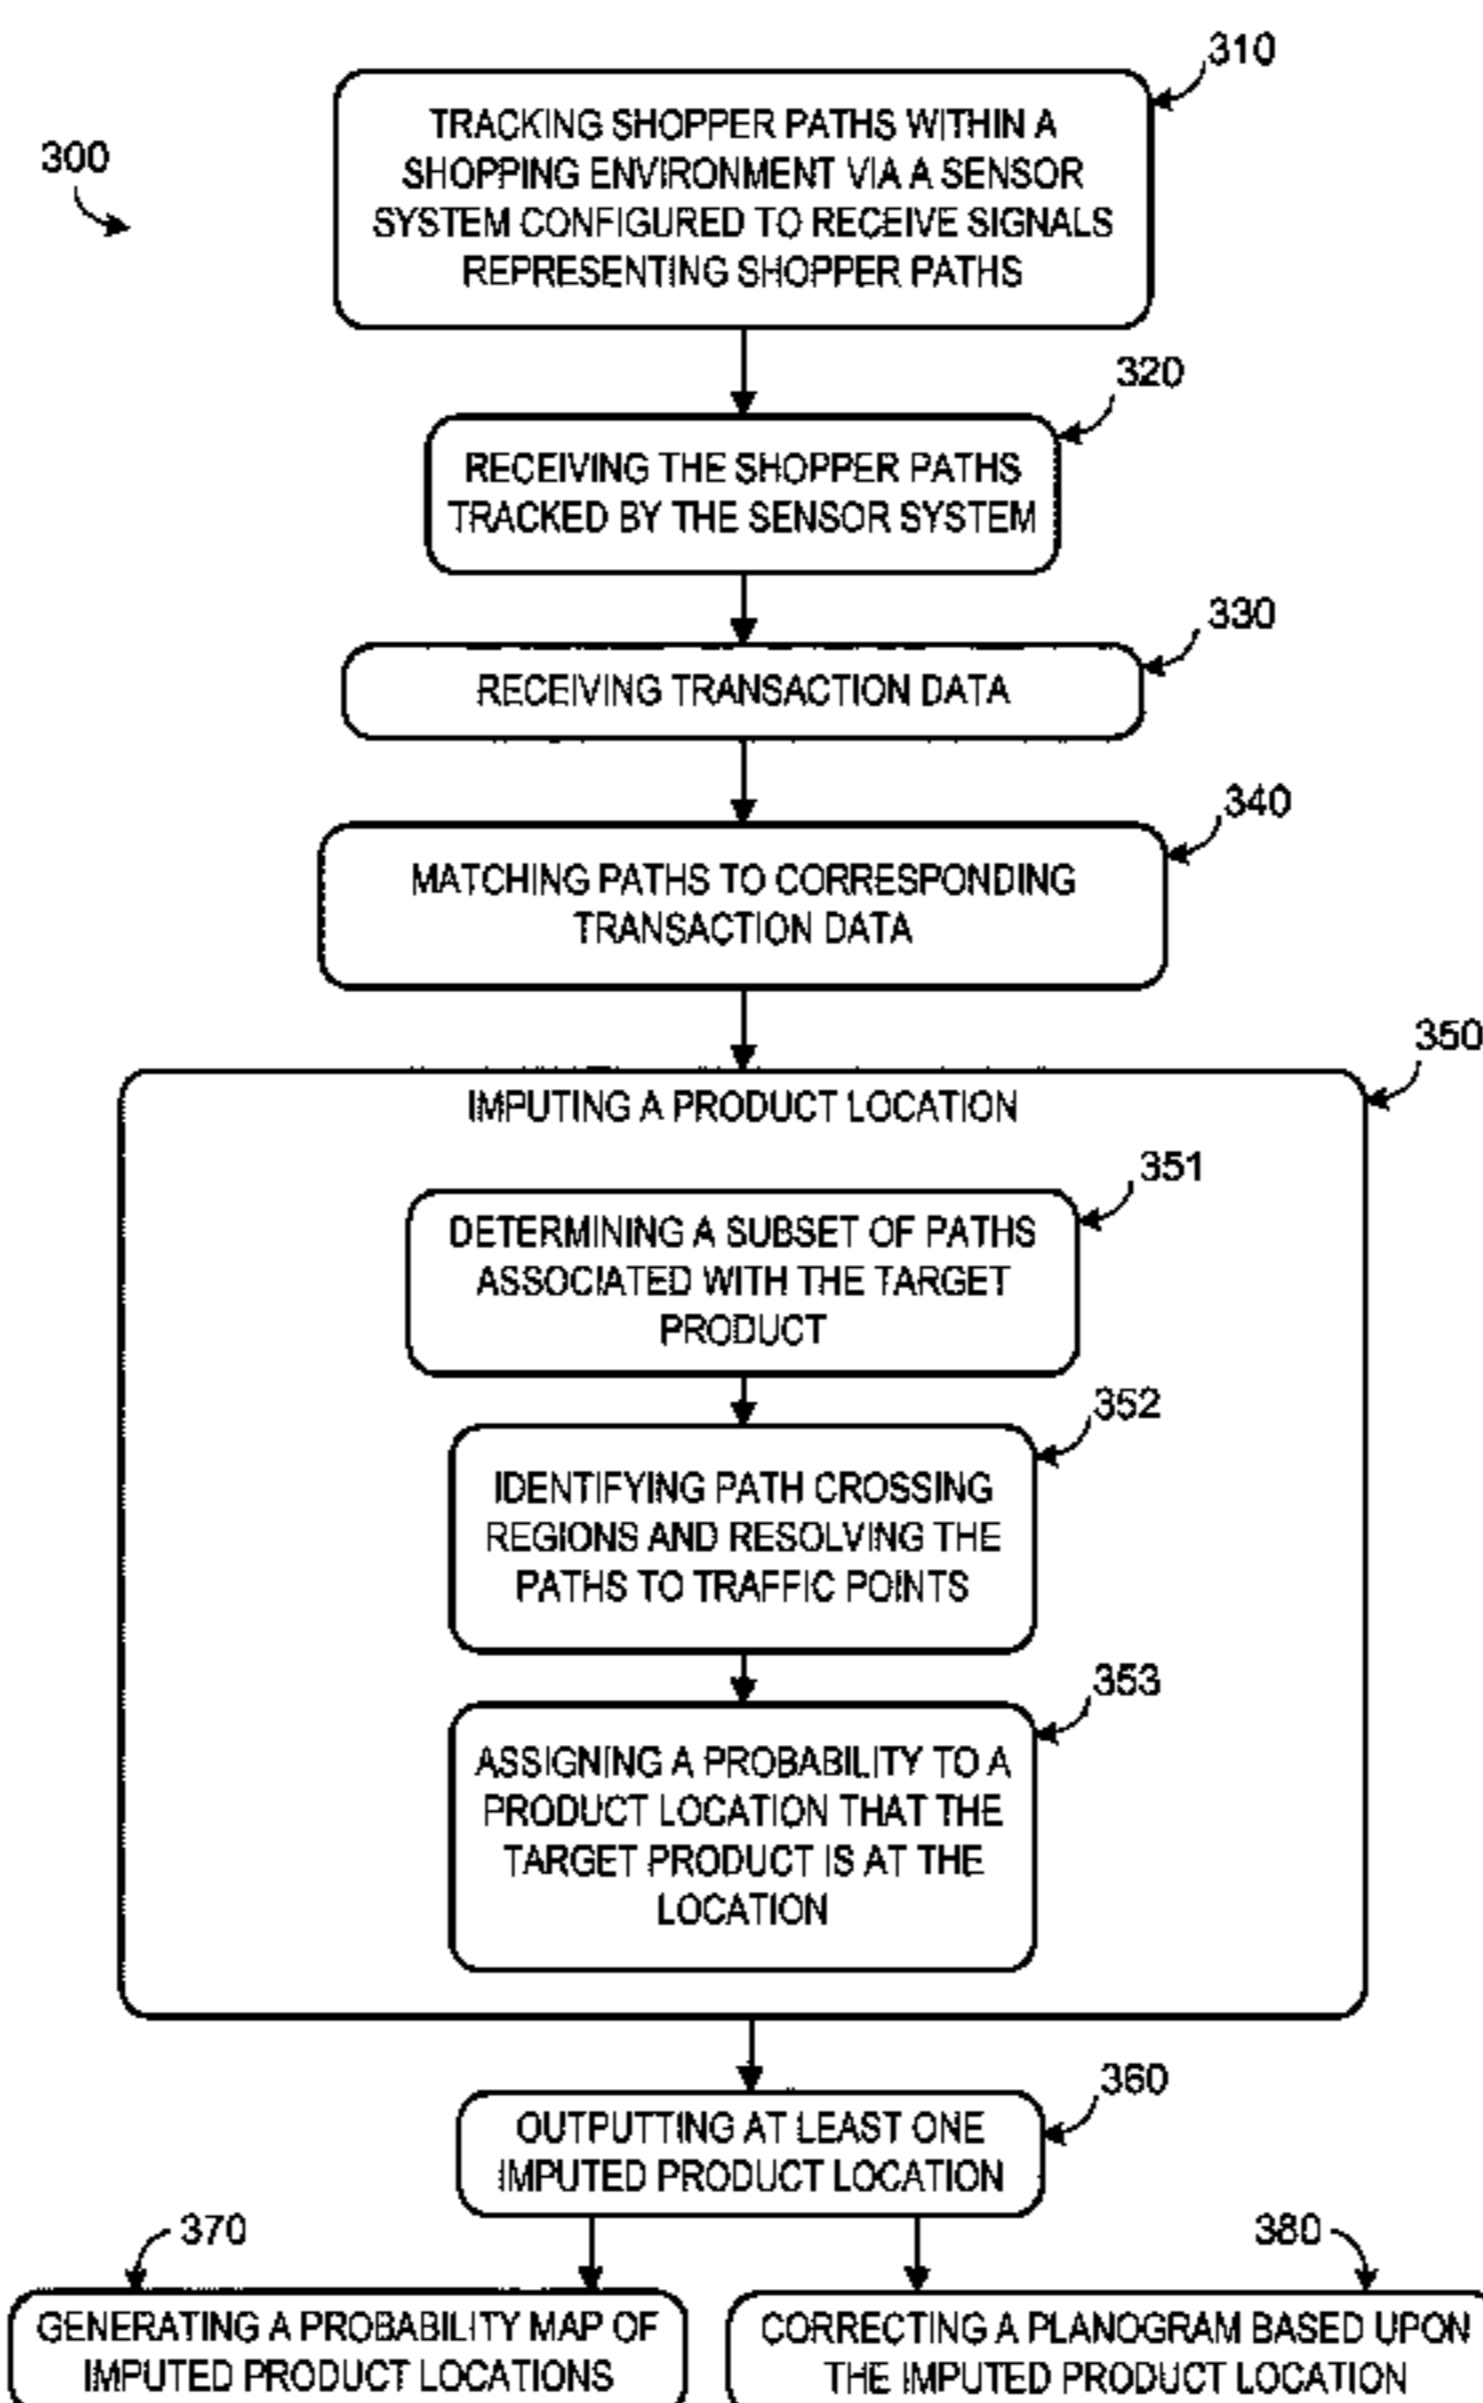 310
300
TRACKING SHOPPER PATHS WITHIN A
SHOPPING ENVIRONMENT VIA A SENSOR
SYSTEM CONFIGURED TO RECEIVE SIGNALS
REPRESENTING SHOPPER PATHS
320
RECEIVING THE SHOPPER PATHS
TRACKED BY THE SENSOR SYSTEM
330
RECEIVING TRANSACTION DATA
340
MATCHING PATHS TO CORRESPONDING
TRANSACTION DATA
350
IMPUTING A PRODUCT LOCATION
351
DETERMINING A SUBSET OF PATHS
ASSOCIATED WITH THE TARGET
PRODUCT
352
IDENTIFYING PATH CROSSING
REGIONS AND RESOLVING THE
PATHS TO TRAFFIC POINTS
353
ASSIGNING A PROBABILITY TO A
PRODUCT LOCATION THAT THE
TARGET PRODUCT IS AT THE
LOCATION
360
OUTPUTTING AT LEAST ONE
IMPUTED PRODUCT LOCATION
370
GENERATING A PROBABILITY MAP OF
IMPUTED PRODUCT LOCATIONS
380
CORRECTING A PLANOGRAM BASED UPON
THE IMPUTED PRODUCT LOCATION